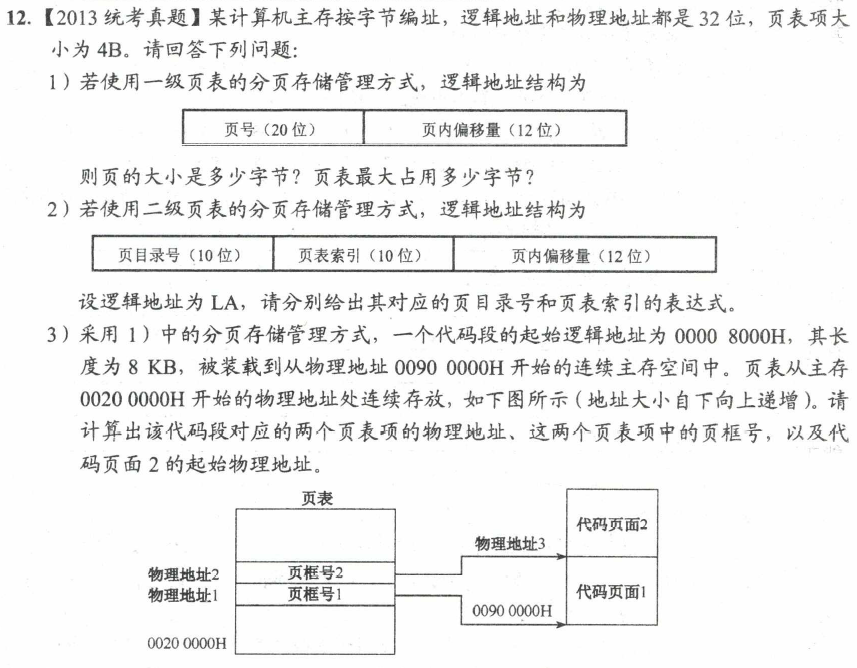 12.【2013 统考真题】某计算机主存按字节编址，逻辑地址和物理地址都是 32 位，页表项大
小为 4B。请回答下列问题：
1）若使用一级页表的分页存储管理方式，逻辑地址结构为
页号（20 位） 页内偏移量（12 位）
则页的大小是多少字节？页表最大占用多少字节？
2）若使用二级页表的分页存储管理方式，逻辑地址结构为
页目录号（10 位） 页表索引（10 位） 页内偏移量（12 位）
设逻辑地址为 LA，请分别给出其对应的页目录号和页表索引的表达式。
3）采用 1）中的分页存储管理方式，一个代码段的起始逻辑地址为 0000 8000H，其长
度为 8 KB，被装载到从物理地址 0090 0000H 开始的连续主存空间中。页表从主存
0020 0000H 开始的物理地址处连续存放，如下图所示（地址大小自下向上递增）。请
计算出该代码段对应的两个页表项的物理地址、这两个页表项中的页框号，以及代
码页面 2 的起始物理地址。
页表
代码页面2
物理地址3
物理地址2 页框号2
物理地址1 页框号1
代码页面1
0090 0000H
0020 0000H